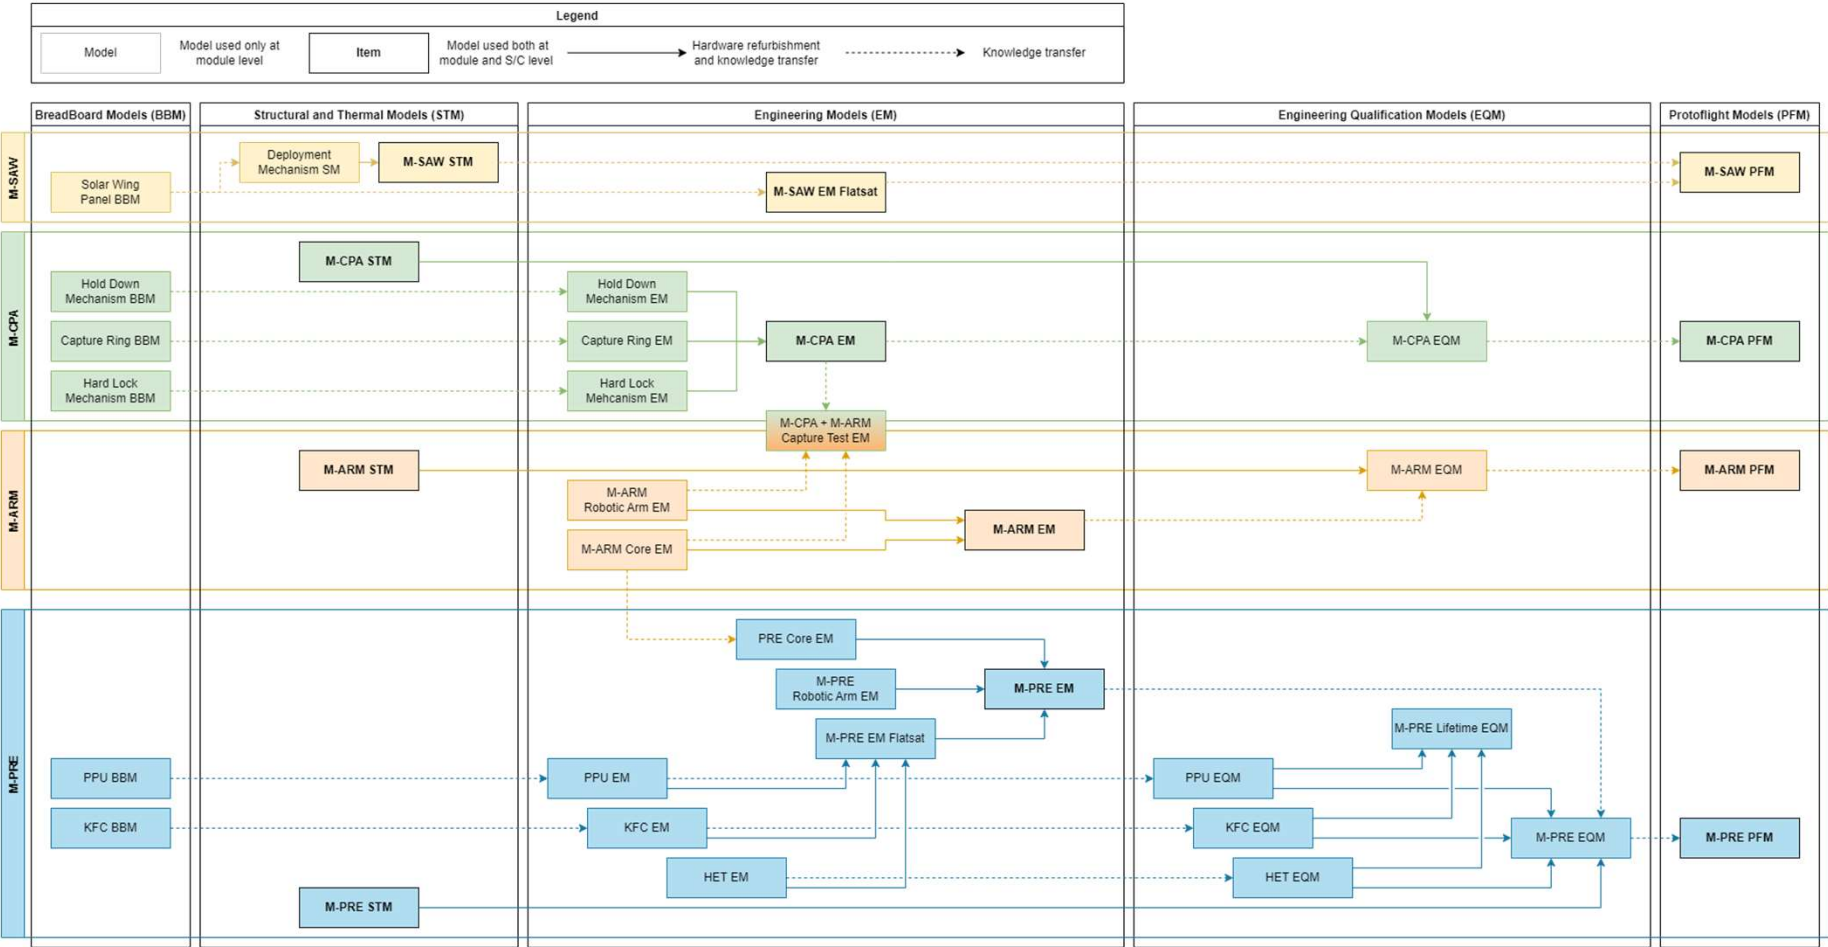 Legend
Model
Model used only at
module level
Item
Model used both at
module and S/C level
Hardware refurbishment
and knowledge transfer
Knowledge transfer
BreadBoard Models (BBM)
Structural and Thermal Models (STM)
Engineering Models (EM)
Engineering Qualification Models (EQM)
Protoflight Models (PFM)
M-SAW
Solar Wing
Panel BBM
Deployment
Mechanism SM
M-SAW STM
M-SAW EM Flatsat
M-SAW PFM
M-CPA
M-CPA STM
Hold Down
Mechanism BBM
Hold Down
Mechanism EM
Capture Ring BBM
Capture Ring EM
M-CPA EM
M-CPA EQM
M-CPA PFM
Hard Lock
Mechanism BBM
Hard Lock
Mehcanism EM
M-CPA + M-ARM
Capture Test EM
M-ARM
M-ARM STM
M-ARM EQM
M-ARM PFM
M-ARM
Robotic Arm EM
M-ARM EM
M-ARM Core EM
M-PRE
PRE Core EM
M-PRE
Robotic Arm EM
M-PRE EM
M-PRE EM Flatsat
M-PRE Lifetime EQM
PPU BBM
PPU EM
PPU EQM
KFC BBM
KFC EM
KFC EQM
M-PRE EQM
M-PRE PFM
HET EM
HET EQM
M-PRE STM